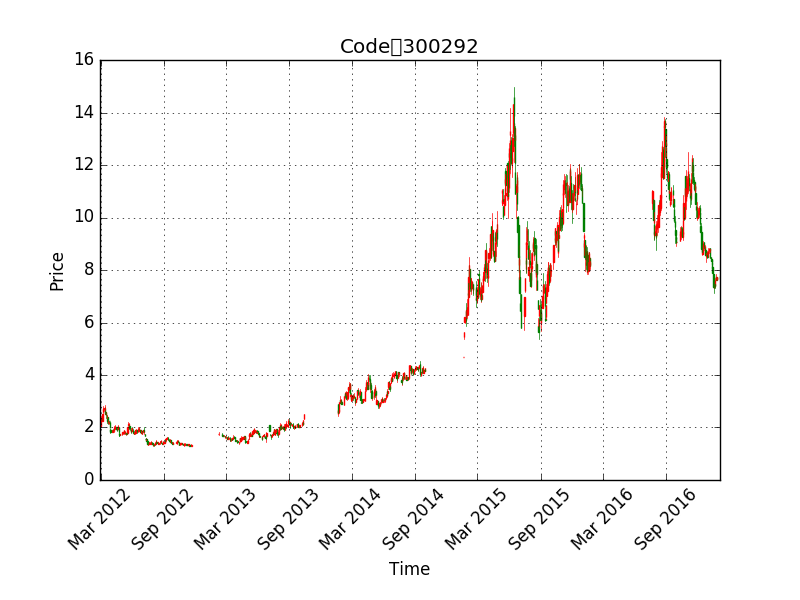 Code▯300292
16
14
12
10
8
6
4
2
0
Price
Mar 2012
Sep 2012
Mar 2013
Sep 2013
Mar 2014
Sep 2014
Mar 2015
Sep 2015
Mar 2016
Sep 2016
Time